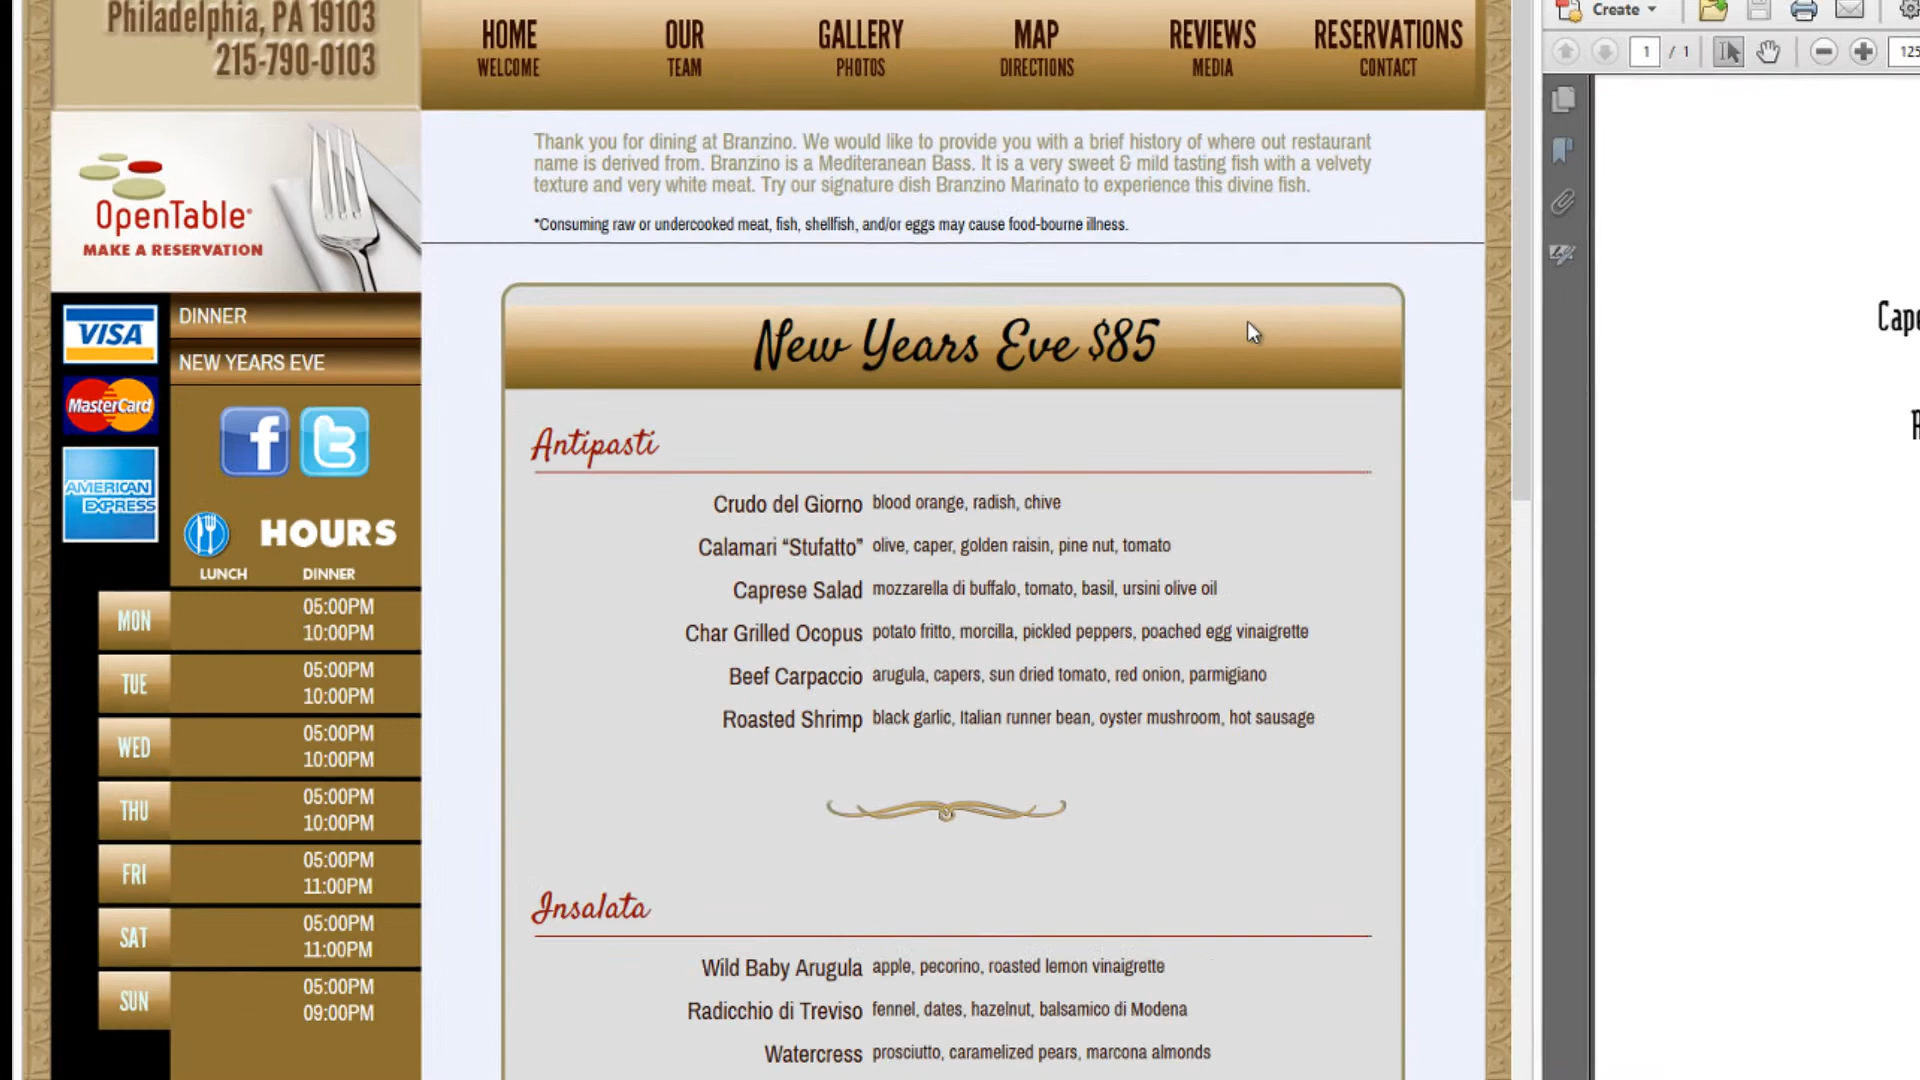 Philadelphia, PA 19103
215-790-0103
HOME
WELCOME
OUR
TEAM
GALLERY
PHOTOS
MAP
DIRECTIONS
REVIEWS
MEDIA
RESERVATIONS
CONTACT
Create
1 / 1
OpenTable
MAKE A RESERVATION
Thank you for dining at Branzino. We would like to provide you with a brief history of where out restaurant
name is derived from. Branzino is a Mediteranean Bass. It is a very sweet & mild tasting fish with a velvety
texture and very white meat. Try our signature dish Branzino Marinato to experience this divine fish.
*Consuming raw or undercooked meat, fish, shellfish, and/or eggs may cause food-bourne illness.
VISA
MasterCard
AMERICAN EXPRESS
DINNER
NEW YEARS EVE
HOURS
LUNCH DINNER
MON 05:00PM
10:00PM
TUE 05:00PM
10:00PM
WED 05:00PM
10:00PM
THU 05:00PM
10:00PM
FRI 05:00PM
11:00PM
SAT 05:00PM
11:00PM
SUN 05:00PM
09:00PM
New Years Eve $85
Antipasti
Crudo del Giorno blood orange, radish, chive
Calamari “Stufatto” olive, caper, golden raisin, pine nut, tomato
Caprese Salad mozzarella di buffalo, tomato, basil, ursini olive oil
Char Grilled Ocopus potato fritto, morcilla, pickled peppers, poached egg vinaigrette
Beef Carpaccio arugula, capers, sun dried tomato, red onion, parmigiano
Roasted Shrimp black garlic, Italian runner bean, oyster mushroom, hot sausage
Insalata
Wild Baby Arugula apple, pecorino, roasted lemon vinaigrette
Radicchio di Treviso fennel, dates, hazelnut, balsamico di Modena
Watercress prosciutto, caramelized pears, marcona almonds